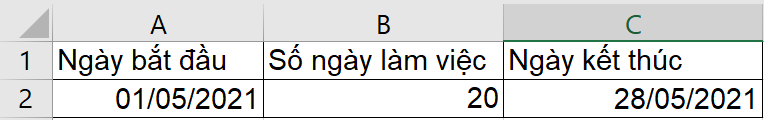 A B C
1 Ngày bắt đầu Số ngày làm việc Ngày kết thúc
2 01/05/2021 20 28/05/2021